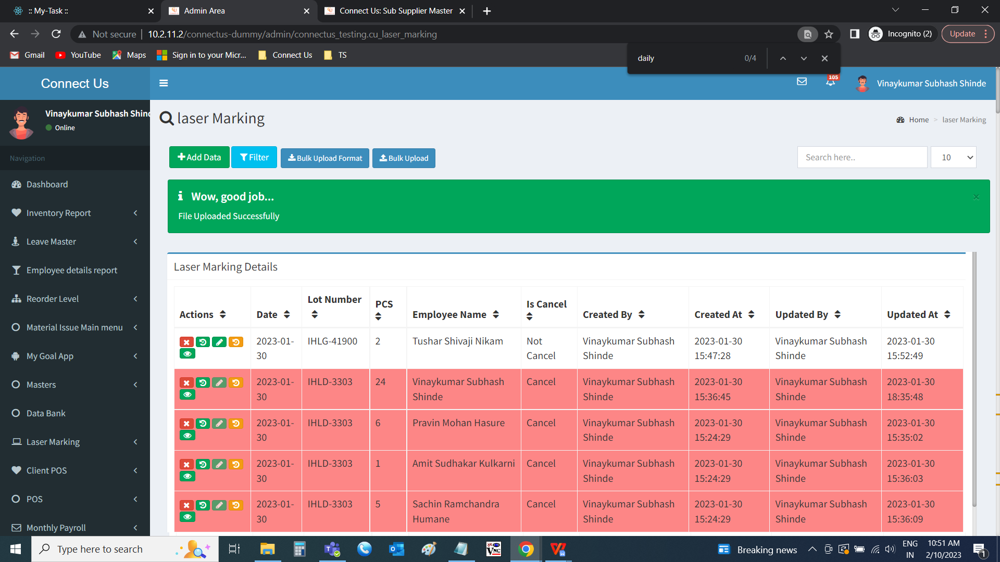 :: My-Task ::
Admin Area
Connect Us: Sub Supplier Master
Not secure
10.2.11.2/connectus-dummy/admin/connectus_testing.cu_laser_marking
Incognito (2)
Update
Gmail
YouTube
Maps
Sign in to your Micr...
Connect Us
TS
daily
0/4
Connect Us
105
Vinaykumar Subhash Shinde
Vinaykumar Subhash Shind
Online
Navigation
Dashboard
Inventory Report
Leave Master
Employee details report
Reorder Level
Material Issue Main menu
My Goal App
Masters
Data Bank
Laser Marking
Client POS
POS
Monthly Payroll
laser Marking
Home > laser Marking
Add Data
Filter
Bulk Upload Format
Bulk Upload
Search here..
10
Wow, good job...
File Uploaded Successfully
×
Laser Marking Details
Actions Date Lot Number PCS Employee Name Is Cancel Created By Created At Updated By Updated At
2023-01-30 IHLG-41900 2 Tushar Shivaji Nikam Not Cancel Vinaykumar Subhash Shinde 2023-01-30 15:47:28 Vinaykumar Subhash Shinde 2023-01-30 15:52:49
2023-01-30 IHLD-3303 24 Vinaykumar Subhash Shinde Cancel Vinaykumar Subhash Shinde 2023-01-30 15:36:45 Vinaykumar Subhash Shinde 2023-01-30 18:35:48
2023-01-30 IHLD-3303 6 Pravin Mohan Hasure Cancel Vinaykumar Subhash Shinde 2023-01-30 15:24:29 Vinaykumar Subhash Shinde 2023-01-30 15:35:02
2023-01-30 IHLD-3303 1 Amit Sudhakar Kulkarni Cancel Vinaykumar Subhash Shinde 2023-01-30 15:24:29 Vinaykumar Subhash Shinde 2023-01-30 15:36:03
2023-01-30 IHLD-3303 5 Sachin Ramchandra Humane Cancel Vinaykumar Subhash Shinde 2023-01-30 15:24:29 Vinaykumar Subhash Shinde 2023-01-30 15:36:09
Type here to search
VNC
Breaking news
ENG
IN
10:51 AM
2/10/2023
1